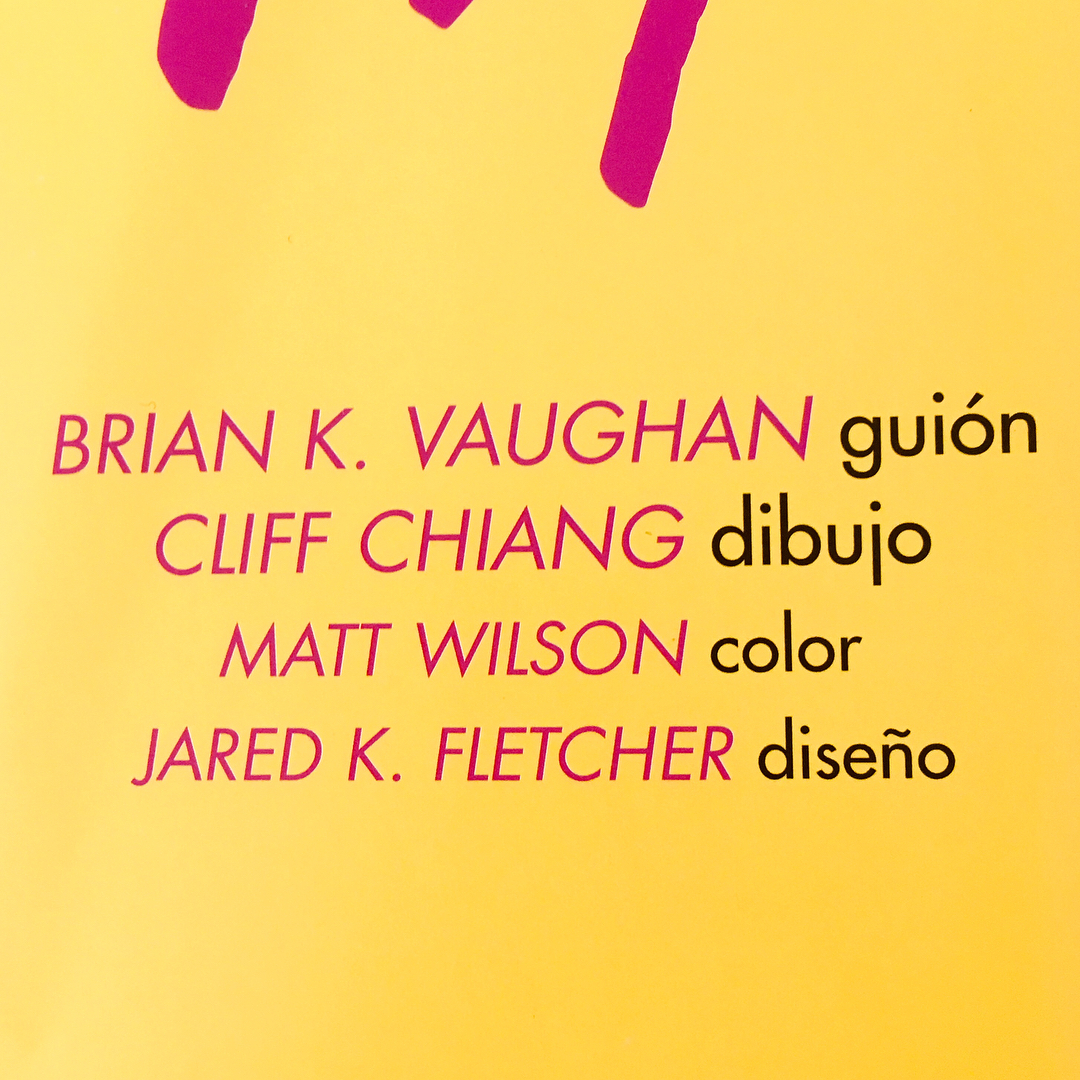 BRIAN K. VAUGHAN guión
CLIFF CHIANG dibujo
MATT WILSON color
JARED K. FLETCHER diseño